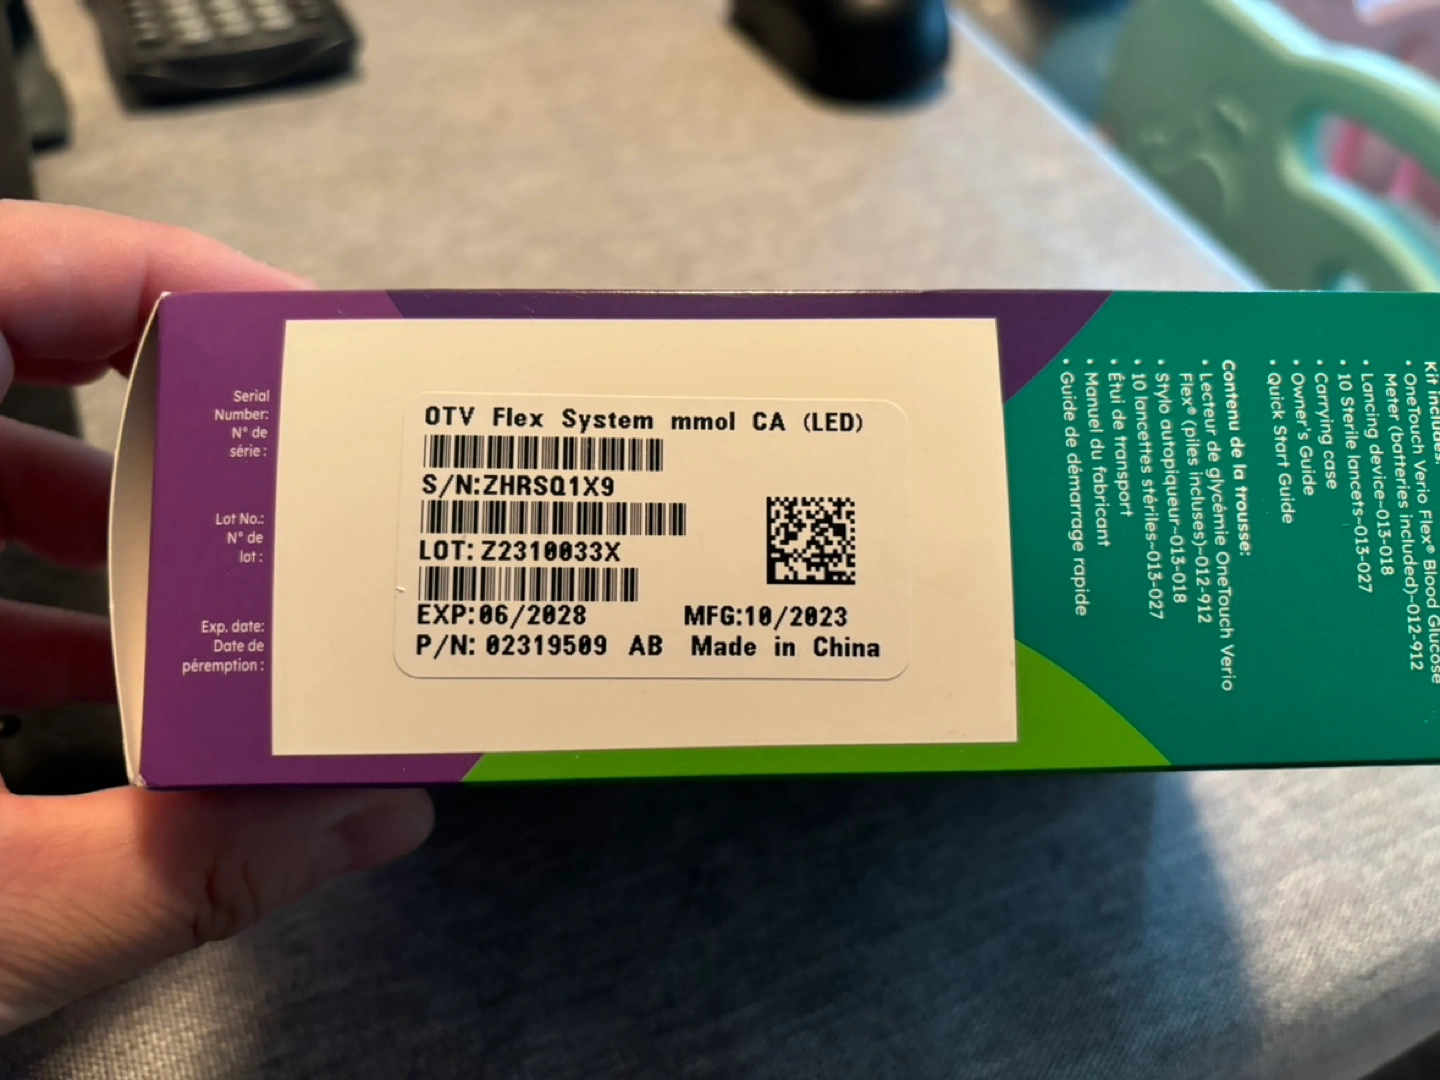 Serial
Number:
N° de
série :
Lot No.:
N° de
lot :
Exp. date:
Date de
péremption :
OTV Flex System mmol CA (LED)
S/N:ZHRSQ1X9
LOT: Z2310033X
EXP:06/2028 MFG:10/2023
P/N: 02319509 AB Made in China
Kit includes:
• OneTouch Verio Flex® Blood Glucose
Meter (batteries included)–012-912
• Lancing device–013-018
• 10 Sterile lancets–013-027
• Carrying case
• Owner's Guide
• Quick Start Guide
Contenu de la trousse:
• Lecteur de glycémie OneTouch Verio
Flex® (piles incluses)–012-912
• Stylo autopiqueur–013-018
• 10 lancettes stériles–013-027
• Étui de transport
• Manuel du fabricant
• Guide de démarrage rapide